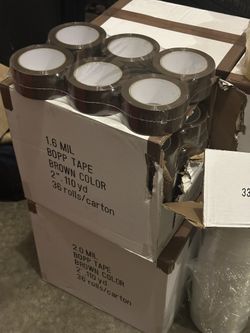 1.6 MIL
BOPP TAPE
BROWN COLOR
2" 110 yd
36 rolls/carton
33
2.0 MIL
BOPP TAPE
BROWN COLOR
2" 110 yd
36 rolls/carton